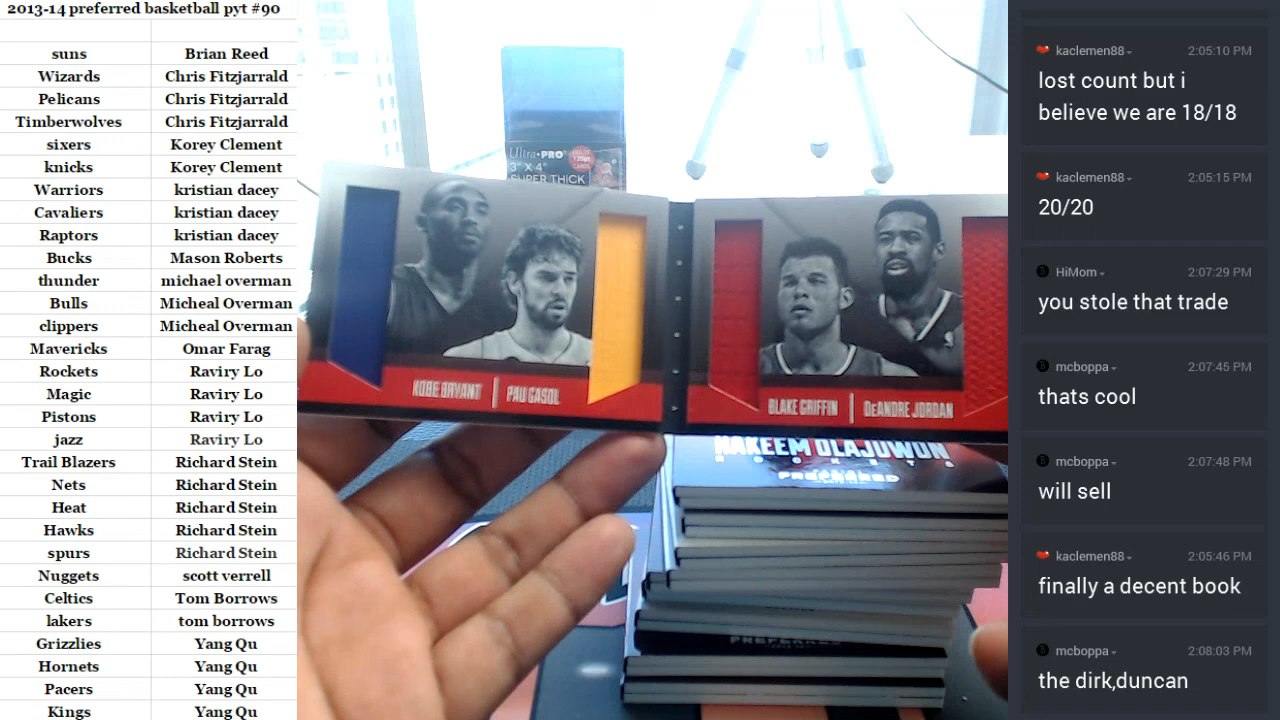 2013-14 preferred basketball pyt #90
suns Brian Reed
Wizards Chris Fitzjarrald
Pelicans Chris Fitzjarrald
Timberwolves Chris Fitzjarrald
sixers Korey Clement
knicks Korey Clement
Warriors kristian dacey
Cavaliers kristian dacey
Raptors kristian dacey
Bucks Mason Roberts
thunder michael overman
Bulls Micheal Overman
clippers Micheal Overman
Mavericks Omar Farag
Rockets Raviry Lo
Magic Raviry Lo
Pistons Raviry Lo
jazz Raviry Lo
Trail Blazers Richard Stein
Nets Richard Stein
Heat Richard Stein
Hawks Richard Stein
spurs Richard Stein
Nuggets scott verrell
Celtics Tom Borrows
lakers tom borrows
Grizzlies Yang Qu
Hornets Yang Qu
Pacers Yang Qu
Kings Yang Qu
Ultra·PRO
3" X 4"
SUPER THICK
KOBE BRYANT | PAU GASOL
BLAKE GRIFFIN | DeANDRE JORDAN
HAKEEM OLAJUWON
ROCKETS
PREFERRED
PREFERRED
kaclemen88 2:05:10 PM
lost count but i
believe we are 18/18
kaclemen88 2:05:15 PM
20/20
HiMom 2:07:29 PM
you stole that trade
mcboppa 2:07:45 PM
thats cool
mcboppa 2:07:48 PM
will sell
kaclemen88 2:05:46 PM
finally a decent book
mcboppa 2:08:03 PM
the dirk,duncan